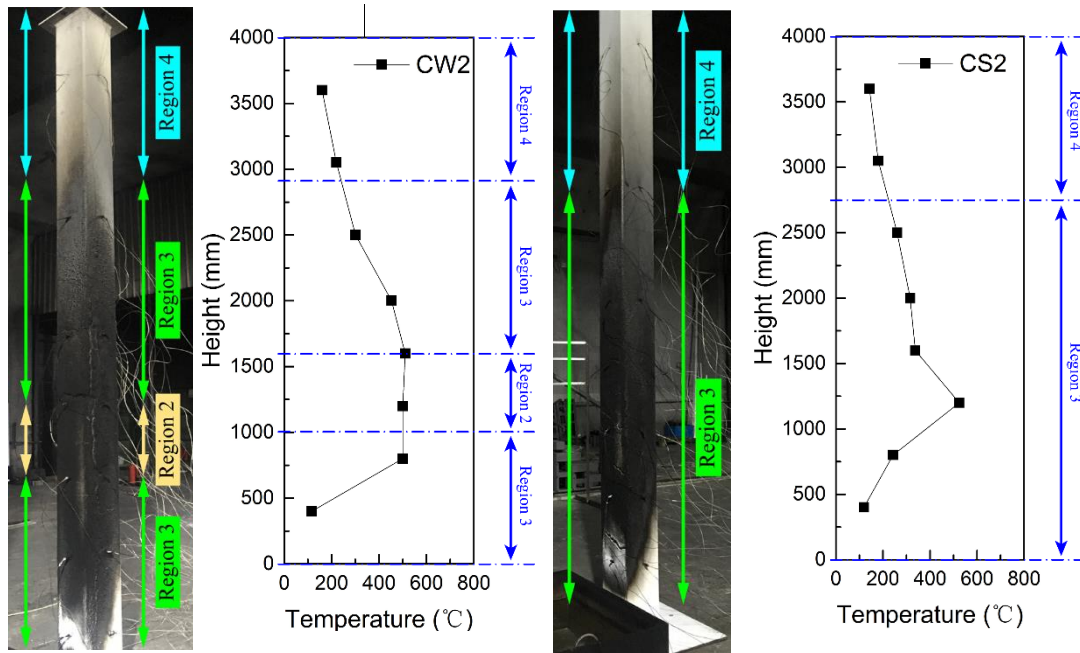 Region 4
Region 3
Region 2
Region 3
Height (mm)
4000
3500
3000
2500
2000
1500
1000
500
0
0 200 400 600 800
Temperature (℃)
CW2
Region 4
Region 3
Region 2
Region 3
Region 4
Region 3
Height (mm)
4000
3500
3000
2500
2000
1500
1000
500
0
0 200 400 600 800
Temperature (℃)
CS2
Region 4
Region 3